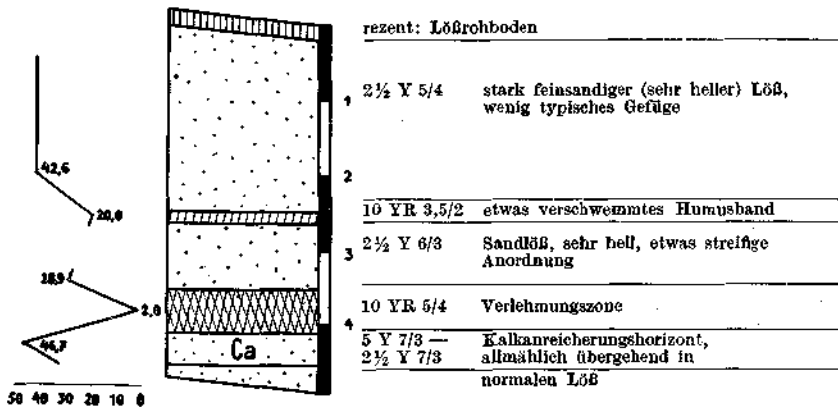 rezent: Lößrohboden
2½ Y 5/4 stark feinsandiger (sehr heller) Löß,
wenig typisches Gefüge
1
42,6
2
20,0
10 YR 3,5/2 etwas verschwemmtes Humusband
2½ Y 6/3 Sandlöß, sehr hell, etwas streifige
Anordnung
3
28,9
2,0
10 YR 5/4 Verlehmungszone
4
5 Y 7/3 — Kalkanreicherungshorizont,
2½ Y 7/3 allmählich übergehend in
normalen Löß
46,7
Ca
50 40 30 20 10 0